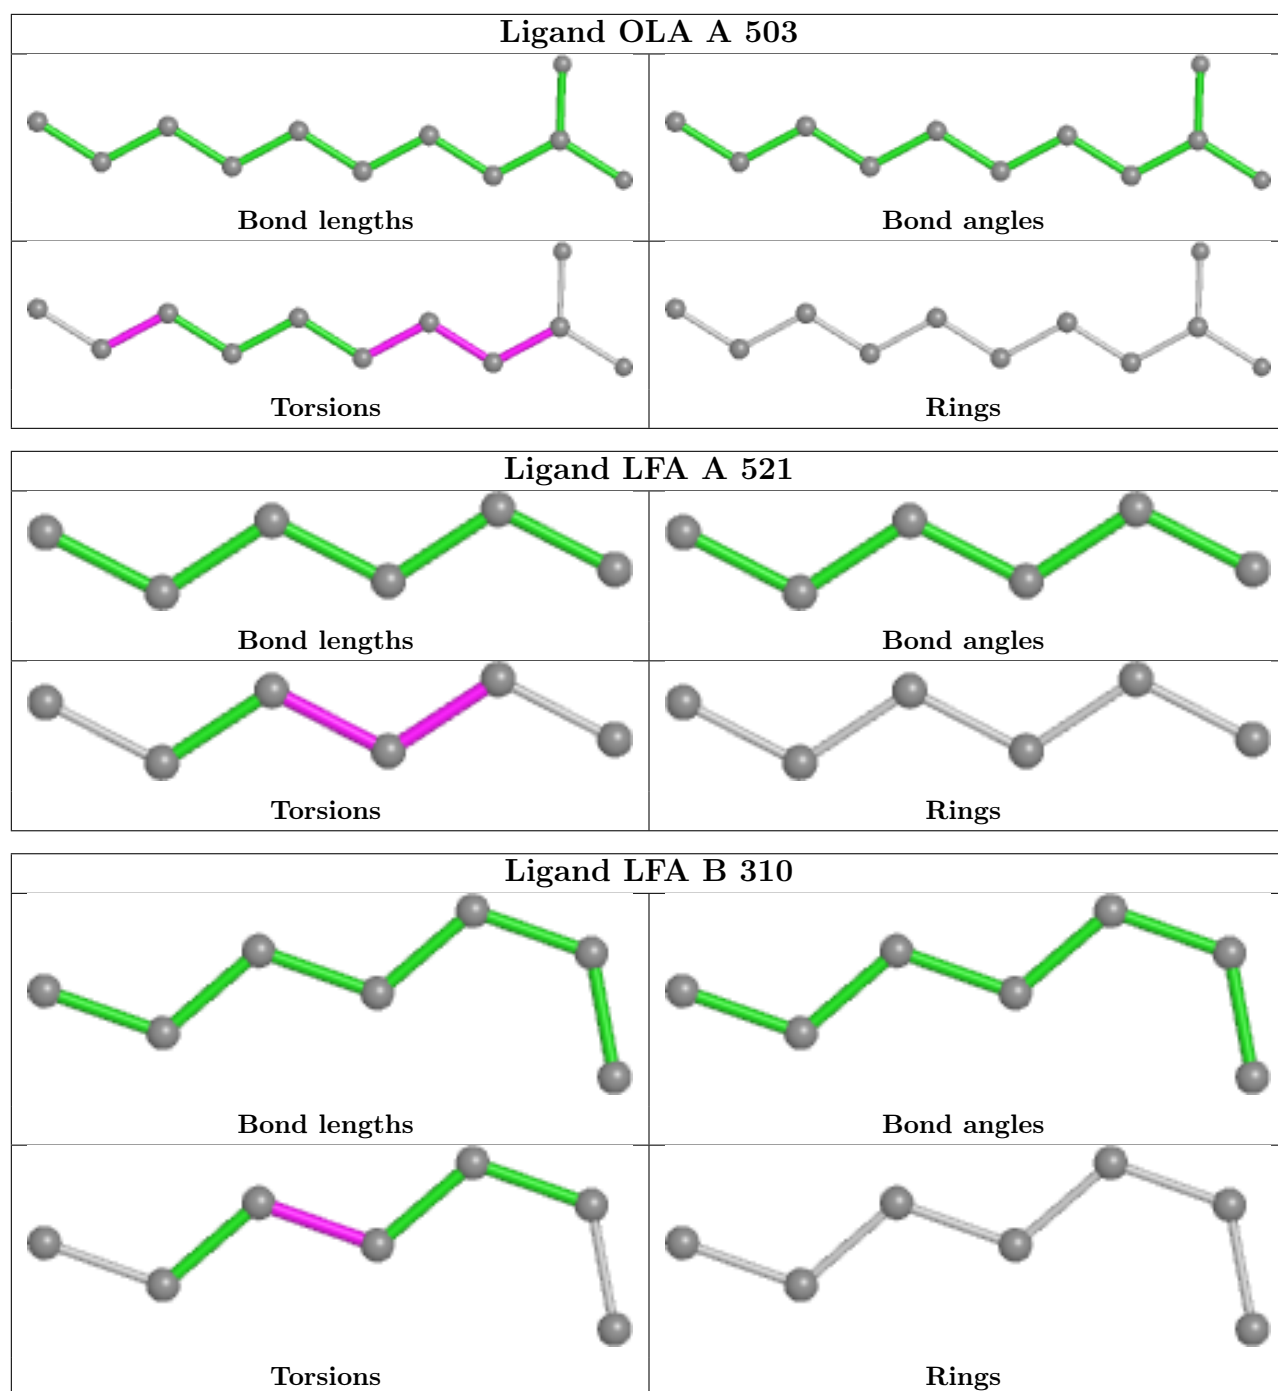 Ligand OLA A 503
Bond lengths
Bond angles
Torsions
Rings
Ligand LFA A 521
Bond lengths
Bond angles
Torsions
Rings
Ligand LFA B 310
Bond lengths
Bond angles
Torsions
Rings